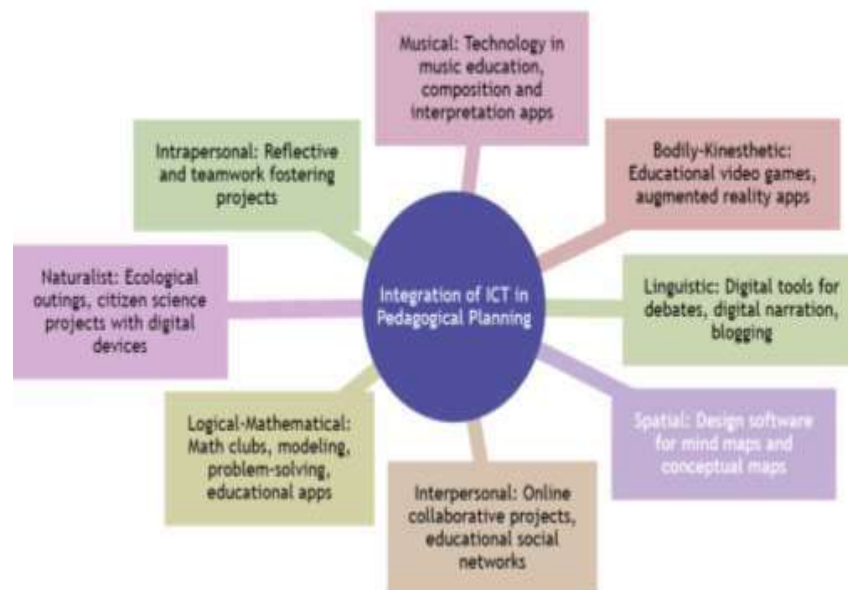 Musical: Technology in
music education,
composition and
interpretation apps
Bodily-Kinesthetic:
Educational video games,
augmented reality apps
Linguistic: Digital tools for
debates, digital narration,
blogging
Spatial: Design software
for mind maps and
conceptual maps
Interpersonal: Online
collaborative projects,
educational social
networks
Logical-Mathematical:
Math clubs, modeling,
problem-solving,
educational apps
Naturalist: Ecological
outings, citizen science
projects with digital
devices
Intrapersonal: Reflective
and teamwork fostering
projects
Integration of ICT in
Pedagogical Planning